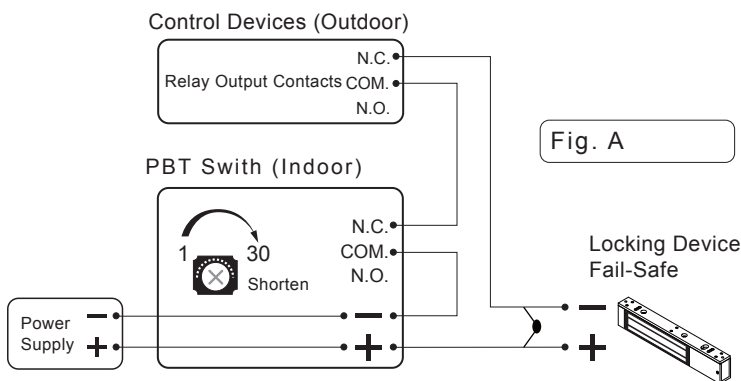 Control Devices (Outdoor)
N.C.
Relay Output Contacts COM.
N.O.
Fig. A
PBT Swith (Indoor)
N.C.
1 30 COM.
Shorten N.O.
Locking Device
Fail-Safe
Power
Supply
− − −
+ + +